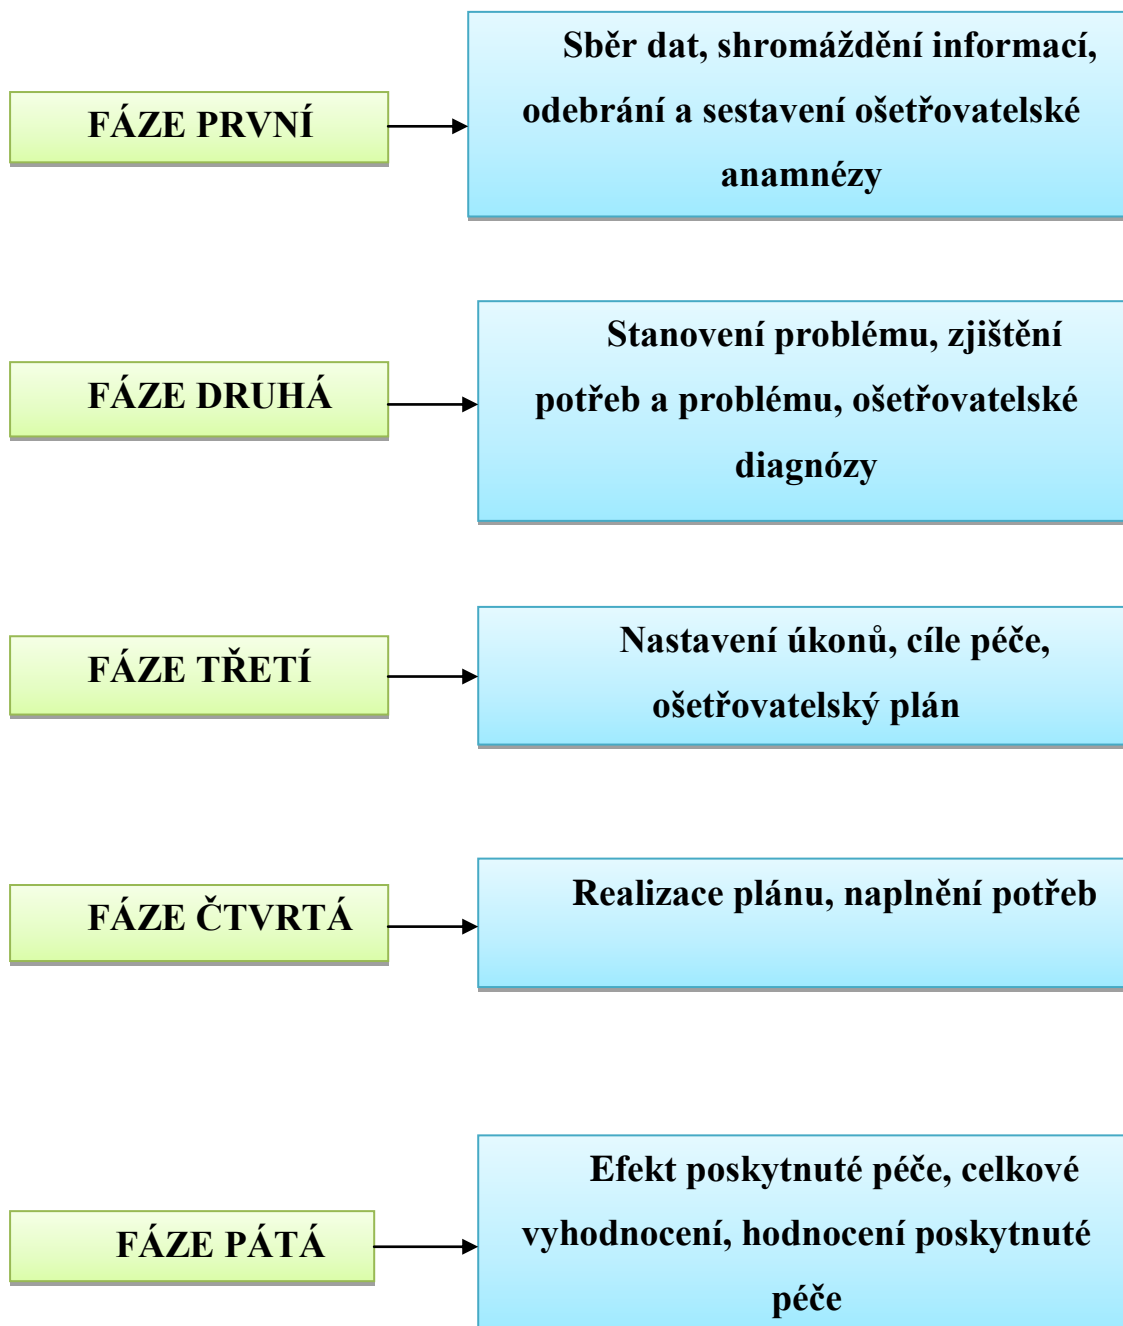 FÁZE PRVNÍ
Sběr dat, shromáždění informací,
odebrání a sestavení ošetřovatelské
anamnézy
FÁZE DRUHÁ
Stanovení problému, zjištění
potřeb a problému, ošetřovatelské
diagnózy
FÁZE TŘETÍ
Nastavení úkonů, cíle péče,
ošetřovatelský plán
FÁZE ČTVRTÁ
Realizace plánu, naplnění potřeb
FÁZE PÁTÁ
Efekt poskytnuté péče, celkové
vyhodnocení, hodnocení poskytnuté
péče